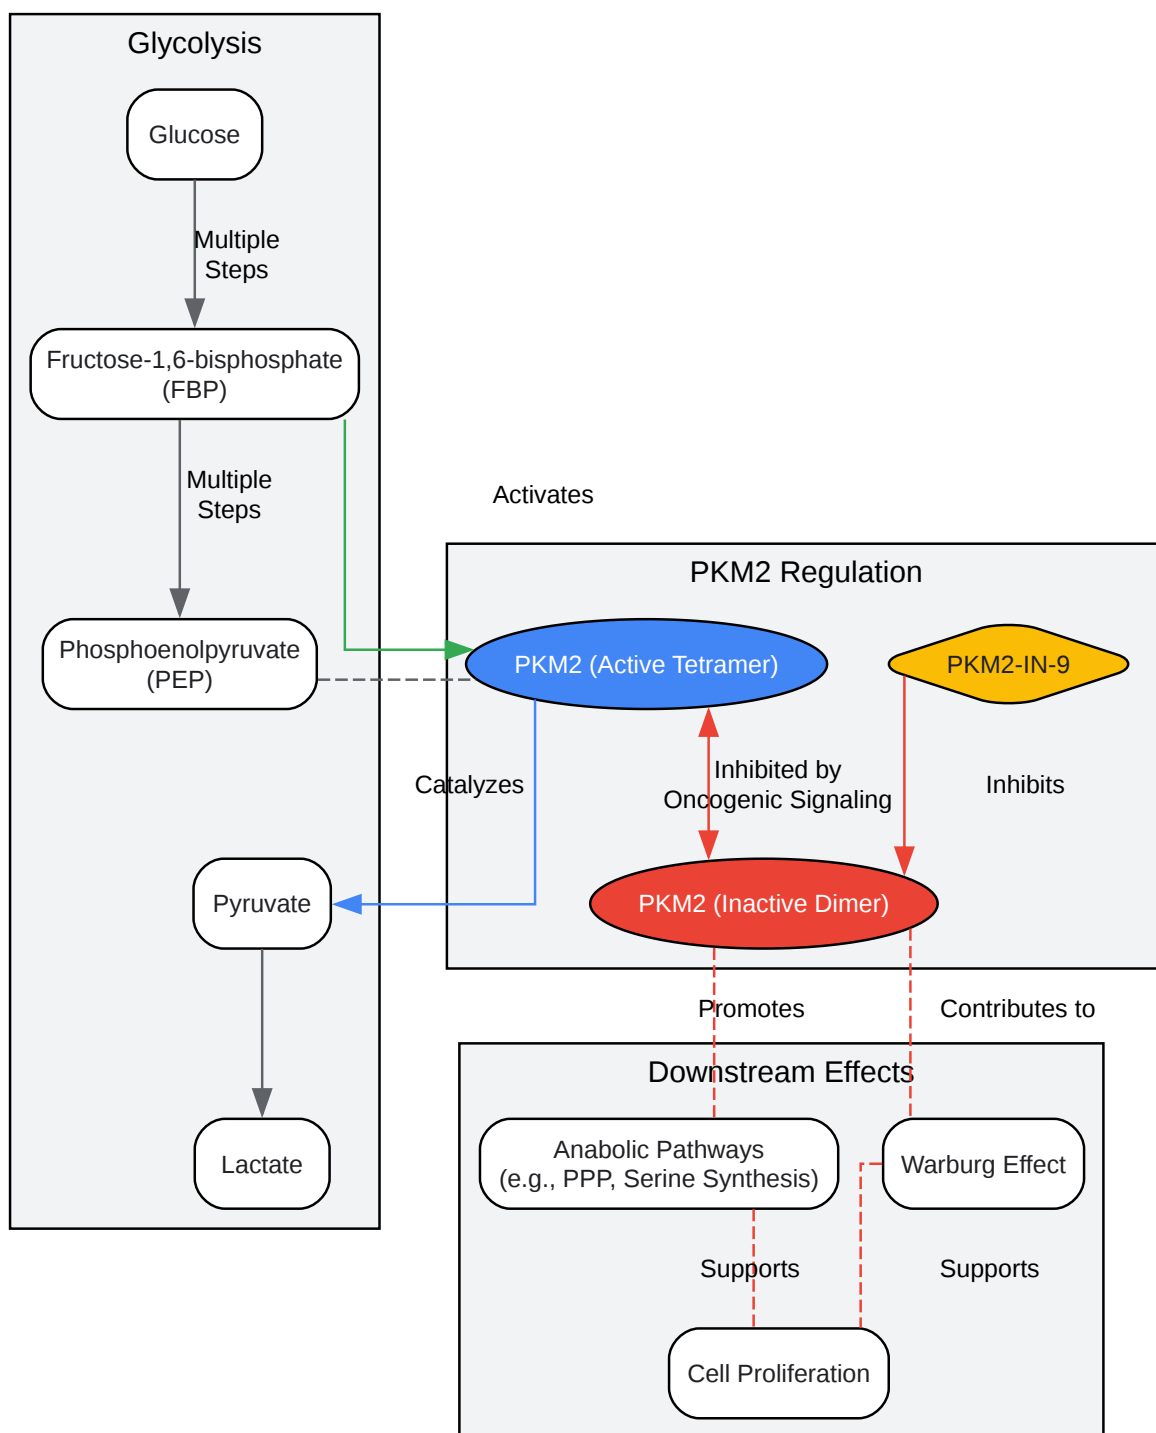 Glycolysis
Glucose
Multiple
Steps
Fructose-1,6-bisphosphate
(FBP)
Multiple
Steps
Activates
PKM2 Regulation
Phosphoenolpyruvate
(PEP)
PKM2 (Active Tetramer)
PKM2-IN-9
Catalyzes
Inhibited by
Oncogenic Signaling
Inhibits
Pyruvate
PKM2 (Inactive Dimer)
Promotes
Contributes to
Downstream Effects
Lactate
Anabolic Pathways
(e.g., PPP, Serine Synthesis)
Warburg Effect
Supports
Supports
Cell Proliferation